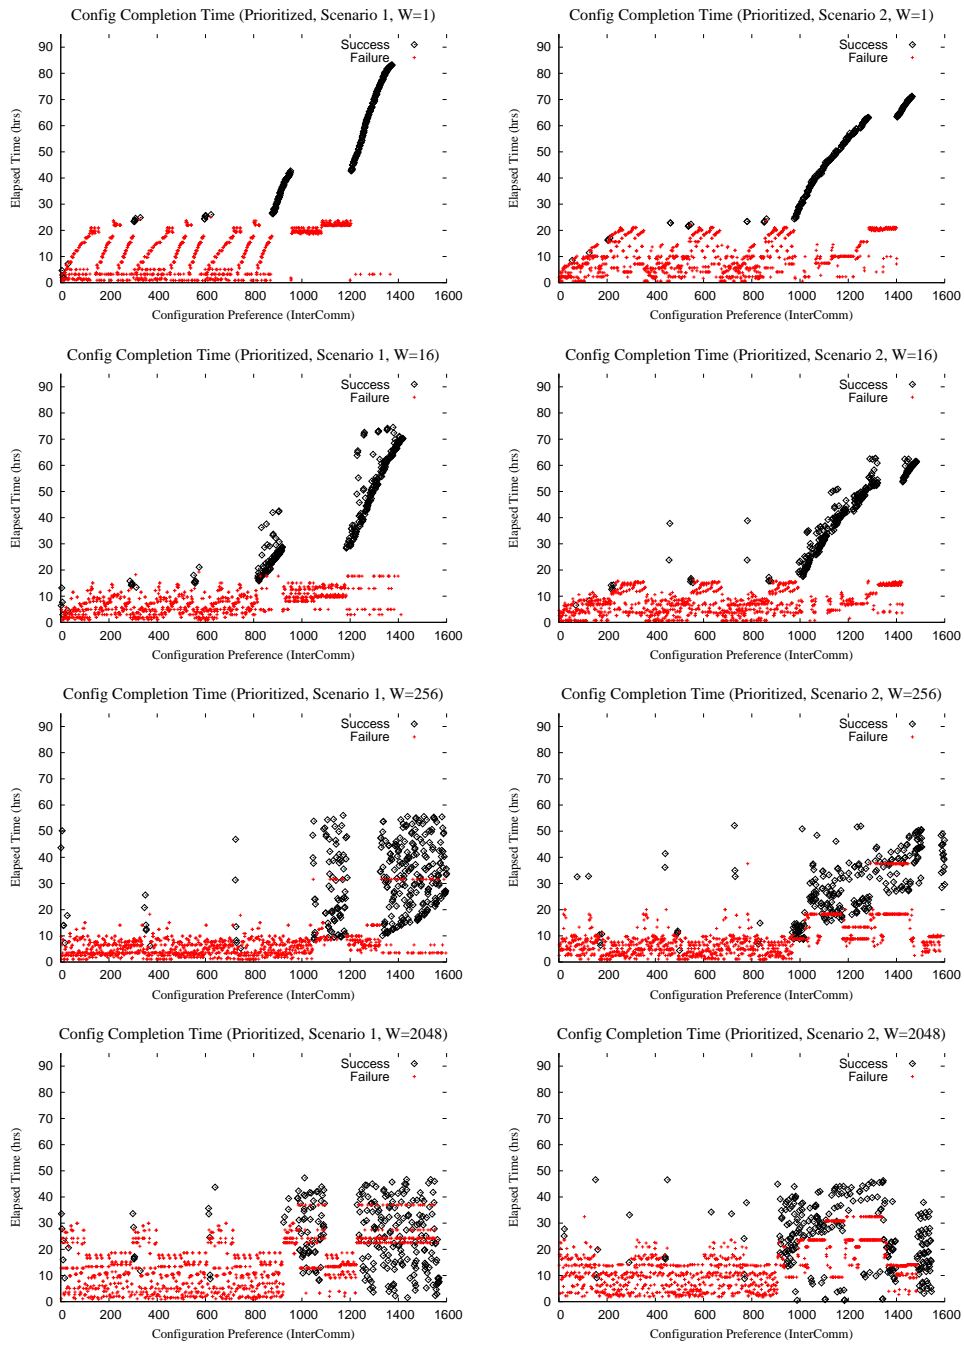 Config Completion Time (Prioritized, Scenario 1, W=1)
Success
Failure
90
80
70
60
50
40
30
20
10
0
Elapsed Time (hrs)
0 200 400 600 800 1000 1200 1400 1600
Configuration Preference (InterComm)
Config Completion Time (Prioritized, Scenario 2, W=1)
Success
Failure
90
80
70
60
50
40
30
20
10
0
Elapsed Time (hrs)
0 200 400 600 800 1000 1200 1400 1600
Configuration Preference (InterComm)
Config Completion Time (Prioritized, Scenario 1, W=16)
Success
Failure
90
80
70
60
50
40
30
20
10
0
Elapsed Time (hrs)
0 200 400 600 800 1000 1200 1400 1600
Configuration Preference (InterComm)
Config Completion Time (Prioritized, Scenario 2, W=16)
Success
Failure
90
80
70
60
50
40
30
20
10
0
Elapsed Time (hrs)
0 200 400 600 800 1000 1200 1400 1600
Configuration Preference (InterComm)
Config Completion Time (Prioritized, Scenario 1, W=256)
Success
Failure
90
80
70
60
50
40
30
20
10
0
Elapsed Time (hrs)
0 200 400 600 800 1000 1200 1400 1600
Configuration Preference (InterComm)
Config Completion Time (Prioritized, Scenario 2, W=256)
Success
Failure
90
80
70
60
50
40
30
20
10
0
Elapsed Time (hrs)
0 200 400 600 800 1000 1200 1400 1600
Configuration Preference (InterComm)
Config Completion Time (Prioritized, Scenario 1, W=2048)
Success
Failure
90
80
70
60
50
40
30
20
10
0
Elapsed Time (hrs)
0 200 400 600 800 1000 1200 1400 1600
Configuration Preference (InterComm)
Config Completion Time (Prioritized, Scenario 2, W=2048)
Success
Failure
90
80
70
60
50
40
30
20
10
0
Elapsed Time (hrs)
0 200 400 600 800 1000 1200 1400 1600
Configuration Preference (InterComm)